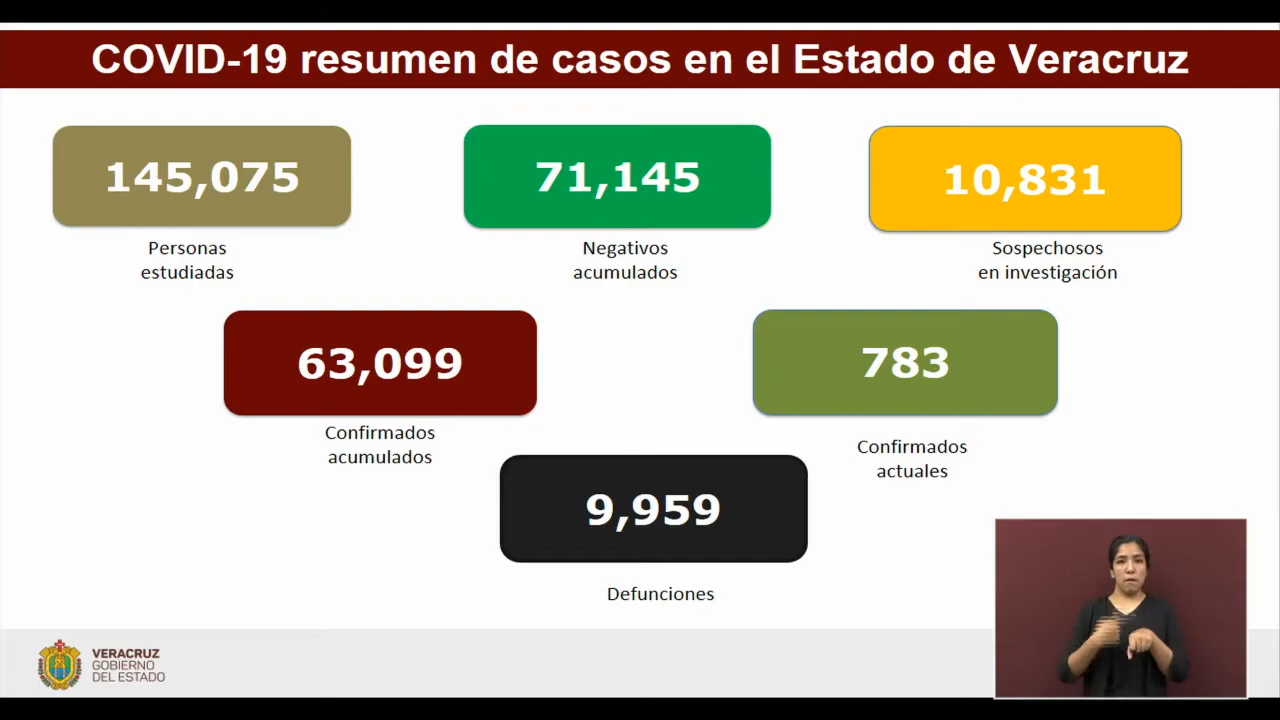 COVID-19 resumen de casos en el Estado de Veracruz
145,075
Personas
estudiadas
71,145
Negativos
acumulados
10,831
Sospechosos
en investigación
63,099
Confirmados
acumulados
783
Confirmados
actuales
9,959
Defunciones
VERACRUZ
GOBIERNO
DEL ESTADO